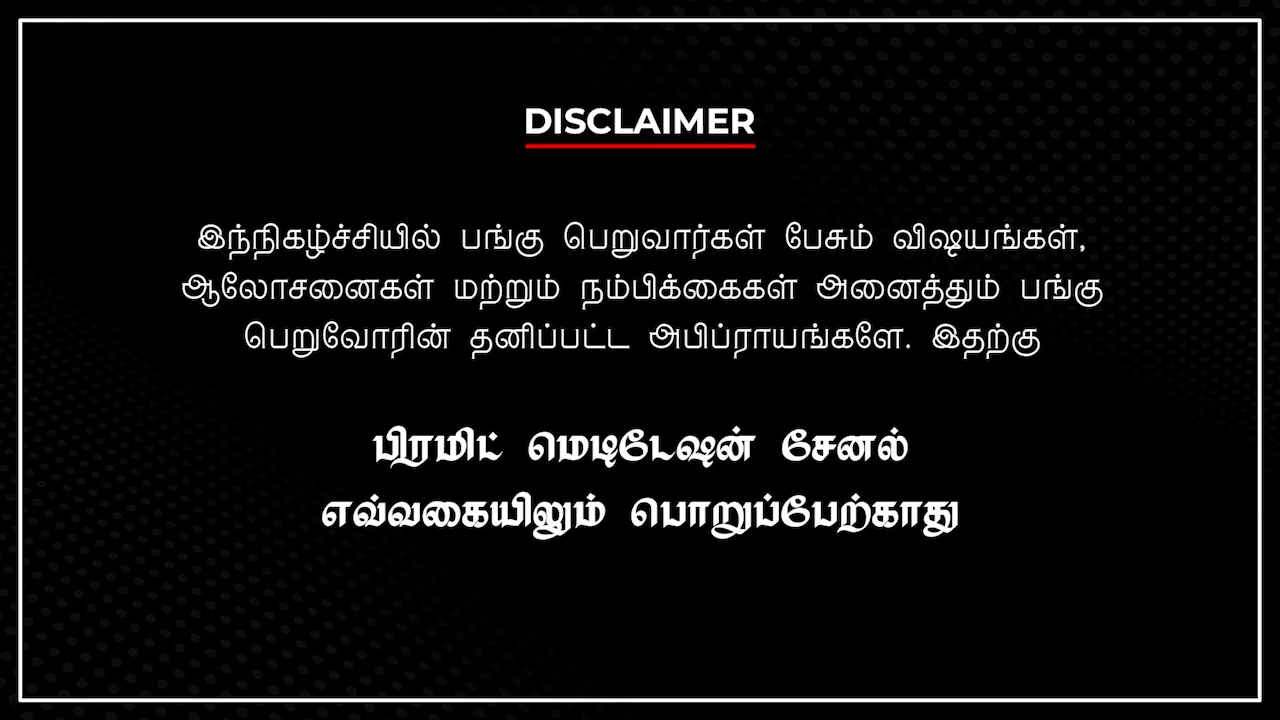 DISCLAIMER
இந்நிகழ்ச்சியில் பங்கு பெறுவார்கள் பேசும் விஷயங்கள்,
ஆலோசனைகள் மற்றும் நம்பிக்கைகள் அனைத்தும் பங்கு
பெறுவோரின் தனிப்பட்ட அபிப்ராயங்களே. இதற்கு
பிரமிட் மெடிடேஷன் சேனல்
எவ்வகையிலும் பொறுப்பேற்காது